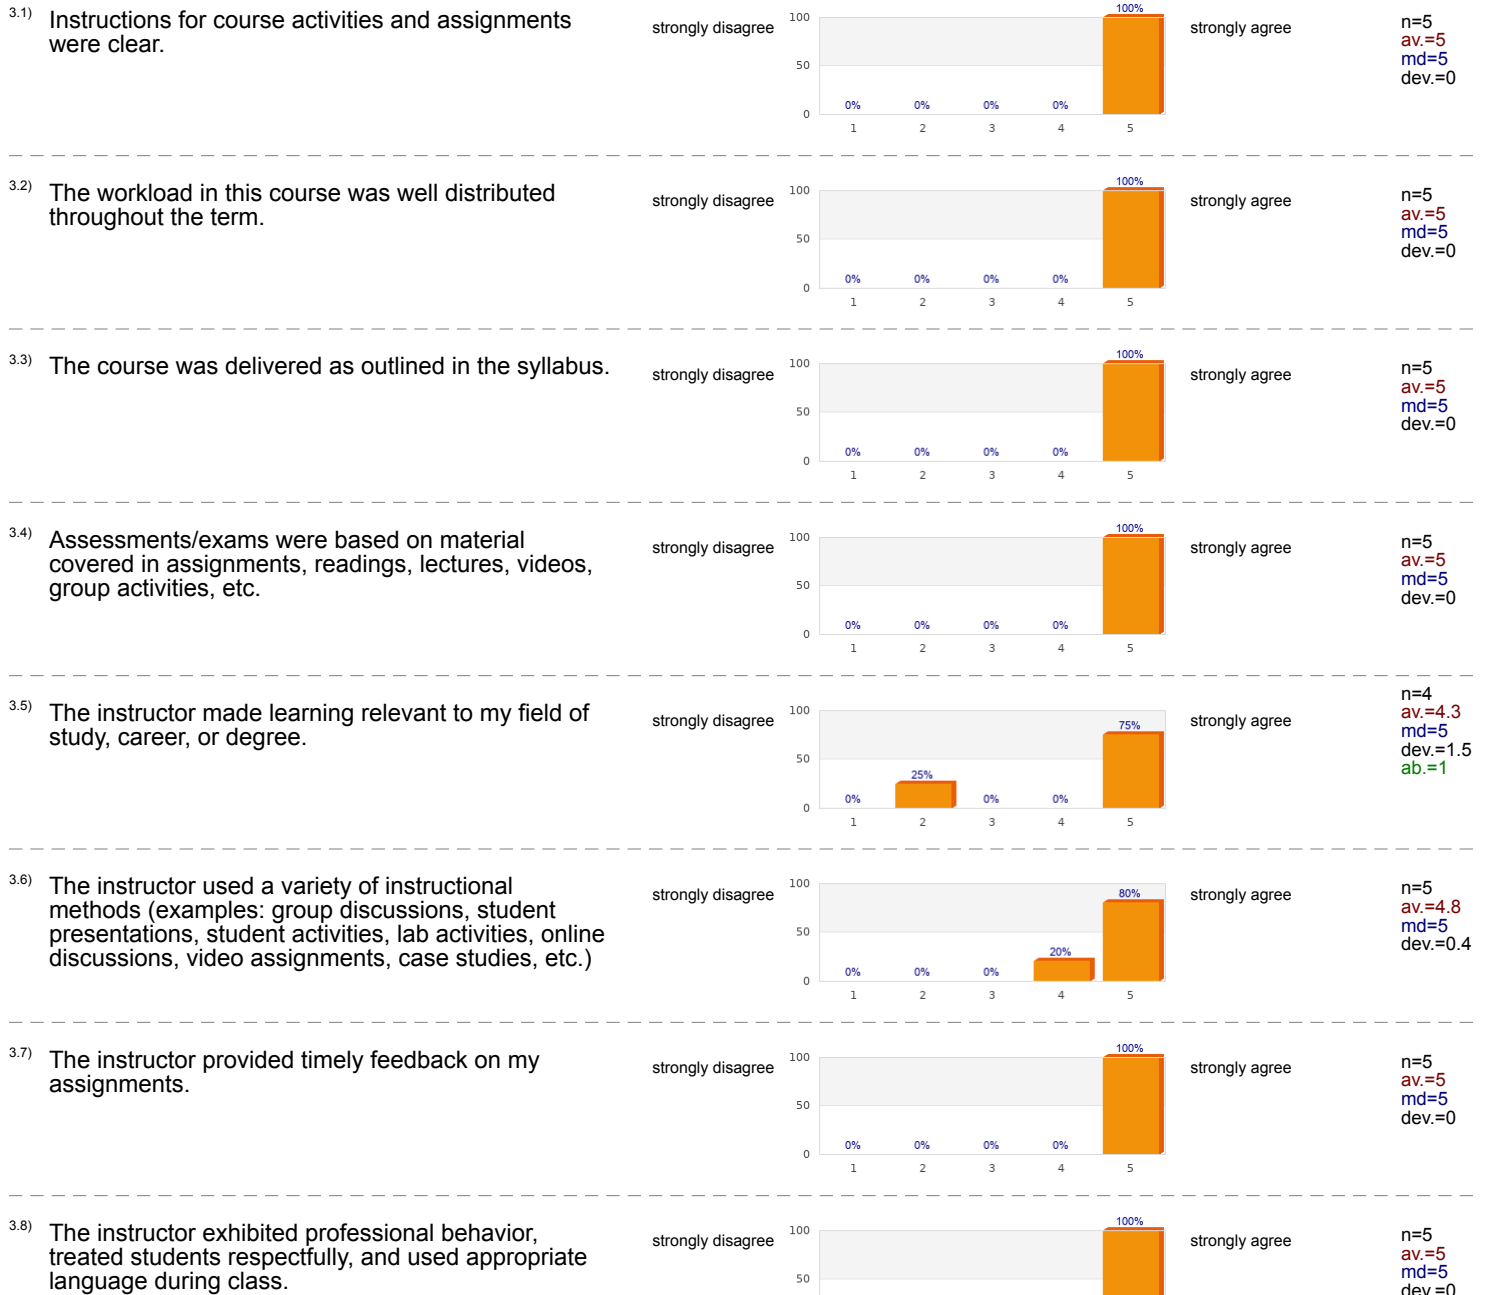 3.1) Instructions for course activities and assignments
were clear.
strongly disagree
100
50
0
0% 0% 0% 0% 100%
1 2 3 4 5
strongly agree
n=5
av.=5
md=5
dev.=0
3.2) The workload in this course was well distributed
throughout the term.
strongly disagree
100
50
0
0% 0% 0% 0% 100%
1 2 3 4 5
strongly agree
n=5
av.=5
md=5
dev.=0
3.3) The course was delivered as outlined in the syllabus.
strongly disagree
100
50
0
0% 0% 0% 0% 100%
1 2 3 4 5
strongly agree
n=5
av.=5
md=5
dev.=0
3.4) Assessments/exams were based on material
covered in assignments, readings, lectures, videos,
group activities, etc.
strongly disagree
100
50
0
0% 0% 0% 0% 100%
1 2 3 4 5
strongly agree
n=5
av.=5
md=5
dev.=0
3.5) The instructor made learning relevant to my field of
study, career, or degree.
strongly disagree
100
50
0
0% 25% 0% 0% 75%
1 2 3 4 5
strongly agree
n=4
av.=4.3
md=5
dev.=1.5
ab.=1
3.6) The instructor used a variety of instructional
methods (examples: group discussions, student
presentations, student activities, lab activities, online
discussions, video assignments, case studies, etc.)
strongly disagree
100
50
0
0% 0% 0% 20% 80%
1 2 3 4 5
strongly agree
n=5
av.=4.8
md=5
dev.=0.4
3.7) The instructor provided timely feedback on my
assignments.
strongly disagree
100
50
0
0% 0% 0% 0% 100%
1 2 3 4 5
strongly agree
n=5
av.=5
md=5
dev.=0
3.8) The instructor exhibited professional behavior,
treated students respectfully, and used appropriate
language during class.
strongly disagree
100
50
100%
strongly agree
n=5
av.=5
md=5
dev.=0